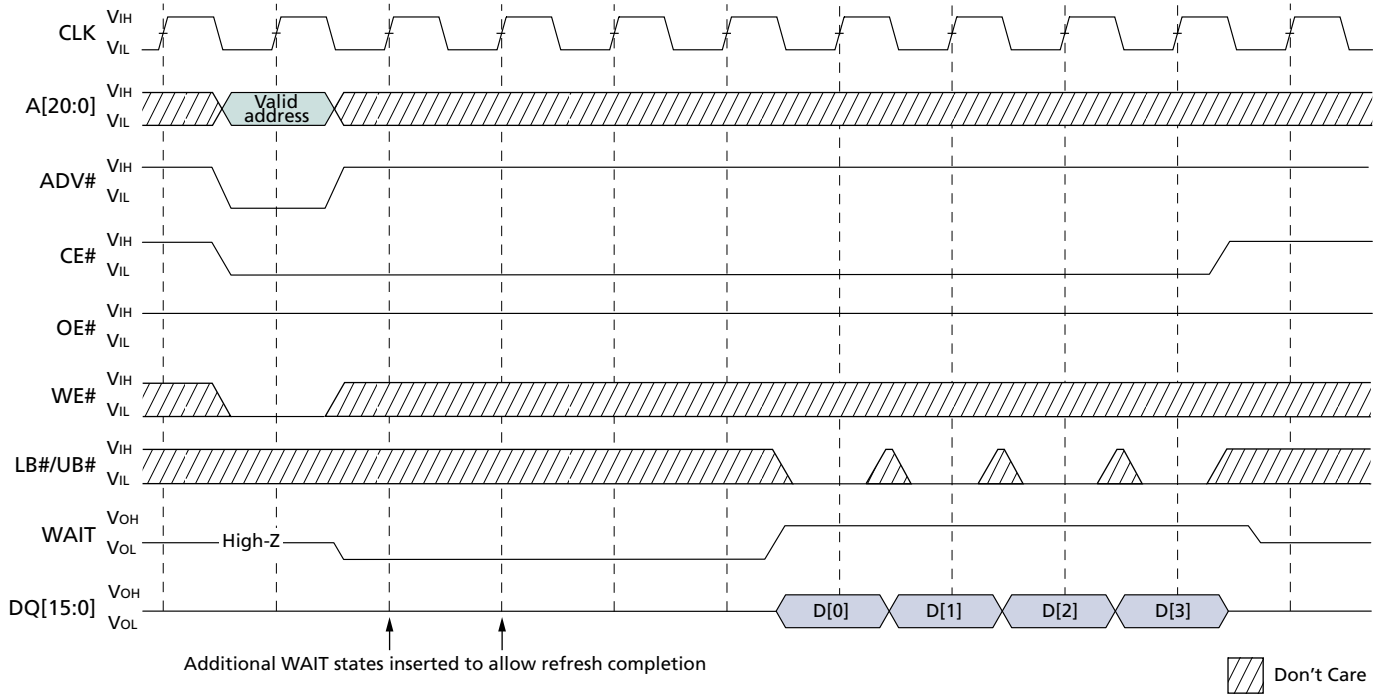 CLK VIH
VIL
A[20:0] VIH
VIL
Valid
address
ADV# VIH
VIL
CE# VIH
VIL
OE# VIH
VIL
WE# VIH
VIL
LB#/UB# VIH
VIL
WAIT VOH
VOL
High-Z
DQ[15:0] VOH
VOL
D[0] D[1] D[2] D[3]
Additional WAIT states inserted to allow refresh completion
Don't Care